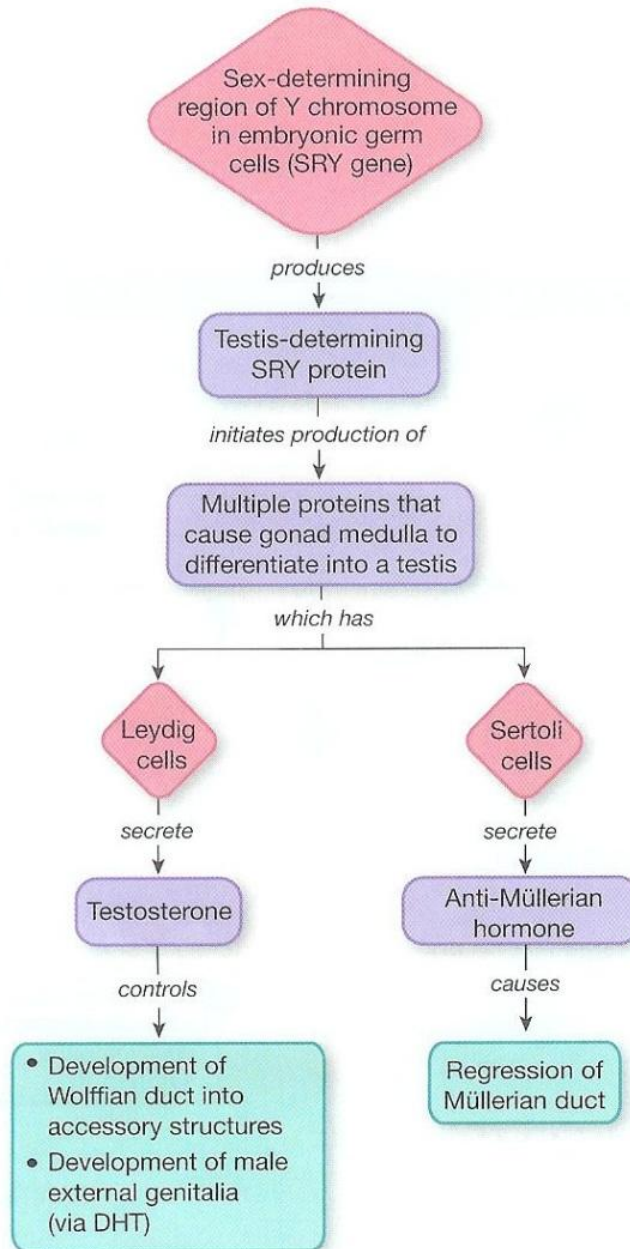 Sex-determining
region of Y chromosome
in embryonic germ
cells (SRY gene)
produces
Testis-determining
SRY protein
initiates production of
Multiple proteins that
cause gonad medulla to
differentiate into a testis
which has
Leydig
cells
Sertoli
cells
secrete
secrete
Testosterone
Anti-Müllerian
hormone
controls
causes
• Development of
Wolffian duct into
accessory structures
• Development of male
external genitalia
(via DHT)
Regression of
Müllerian duct